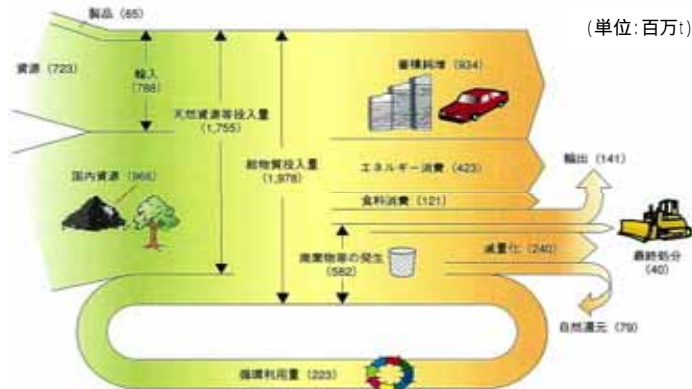 製品（65）
(単位:百万t)
資源（723）
輸入
（788）
蓄積純増（934）
天然資源等投入量
（1,755）
総物質投入量
（1,978）
エネルギー消費（423）
輸出（141）
国内資源（966）
食料消費（121）
廃棄物等の発生
（582）
減量化（240）
最終処分
（40）
自然還元（79）
循環利用量（223）